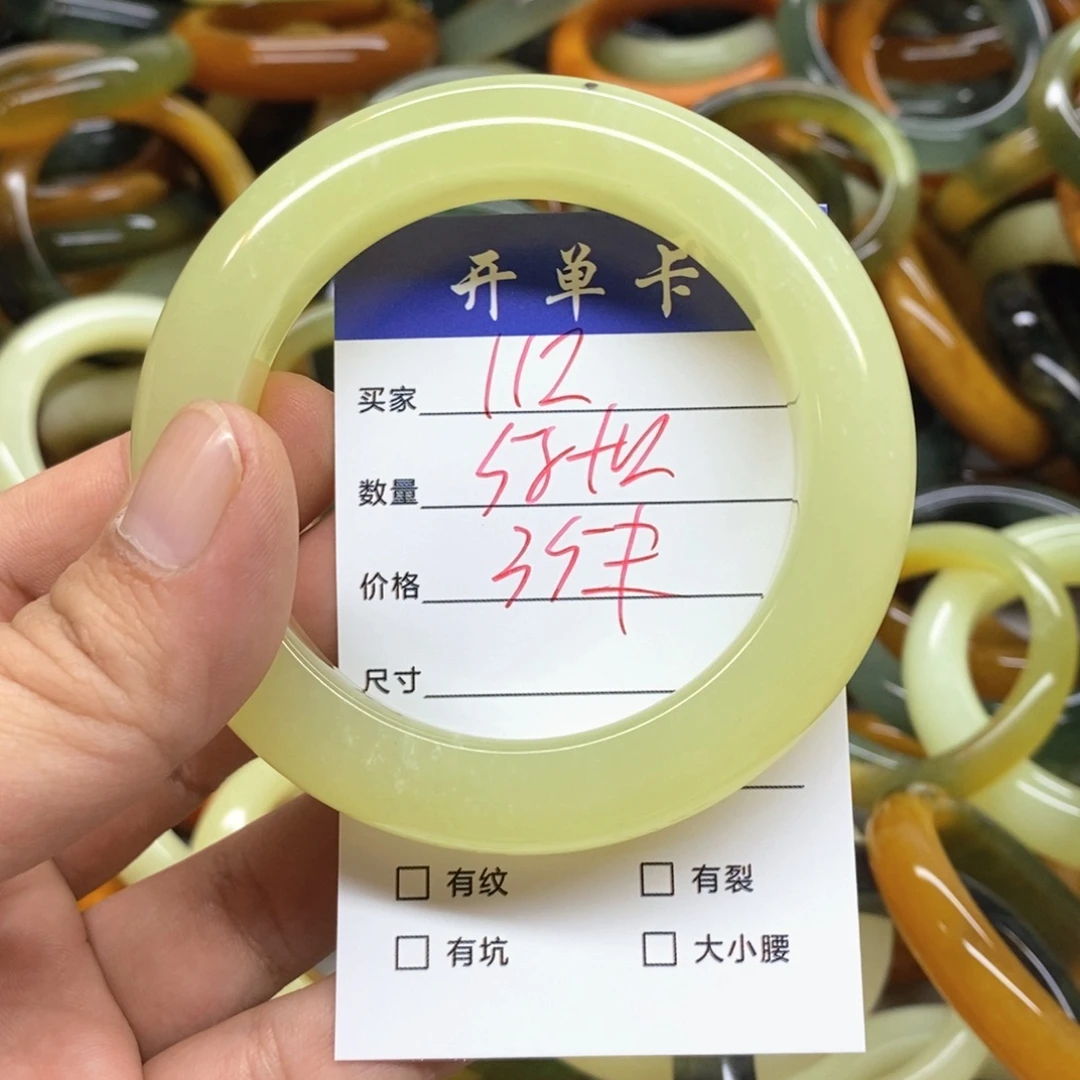 开单卡
买家 112
数量
价格
尺寸
有纹 有裂
有坑 大小腰